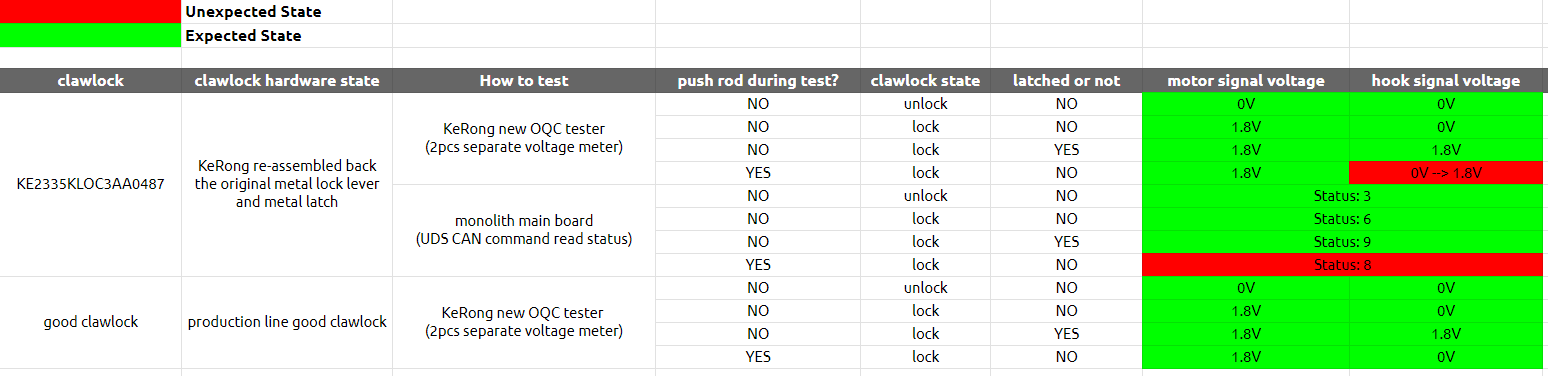 Unexpected State
Expected State
clawlock clawlock hardware state How to test push rod during test? clawlock state latched or not motor signal voltage hook signal voltage
KE2335KLOC3AA0487
KeRong re-assembled back
the original metal lock lever
and metal latch
KeRong new OQC tester
(2pcs separate voltage meter)
NO unlock NO 0V 0V
NO lock NO 1.8V 0V
NO lock YES 1.8V 1.8V
YES lock NO 1.8V 0V --> 1.8V
monolith main board
(UDS CAN command read status)
NO unlock NO Status: 3
NO lock NO Status: 6
NO lock YES Status: 9
YES lock NO Status: 8
good clawlock
production line good clawlock
KeRong new OQC tester
(2pcs separate voltage meter)
NO unlock NO 0V 0V
NO lock NO 1.8V 0V
NO lock YES 1.8V 1.8V
YES lock NO 1.8V 0V